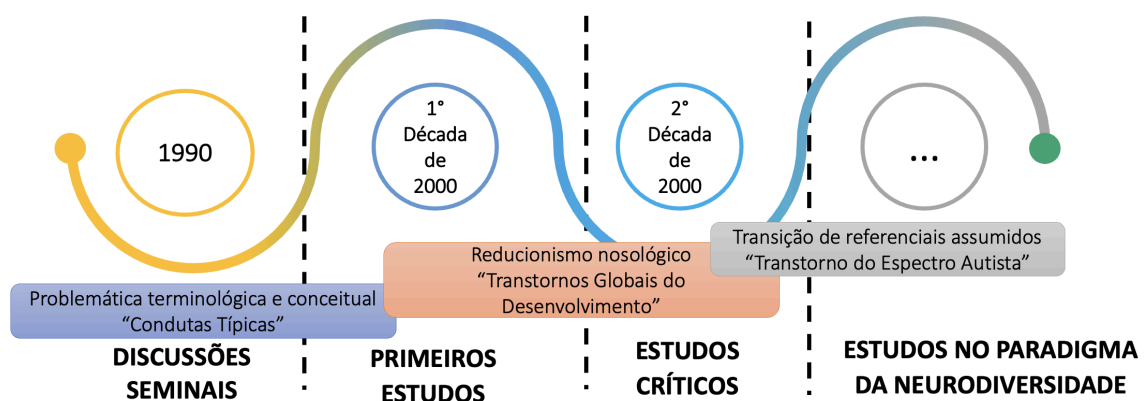 1990
1°
Década
de
2000
2°
Década
de
2000
...
Problemática terminológica e conceitual
“Condutas Típicas”
Reducionismo nosológico
“Transtornos Globais do
Desenvolvimento”
Transição de referenciais assumidos
“Transtorno do Espectro Autista”
DISCUSSÕES
SEMINAIS
PRIMEIROS
ESTUDOS
ESTUDOS
CRÍTICOS
ESTUDOS NO PARADIGMA
DA NEURODIVERSIDADE